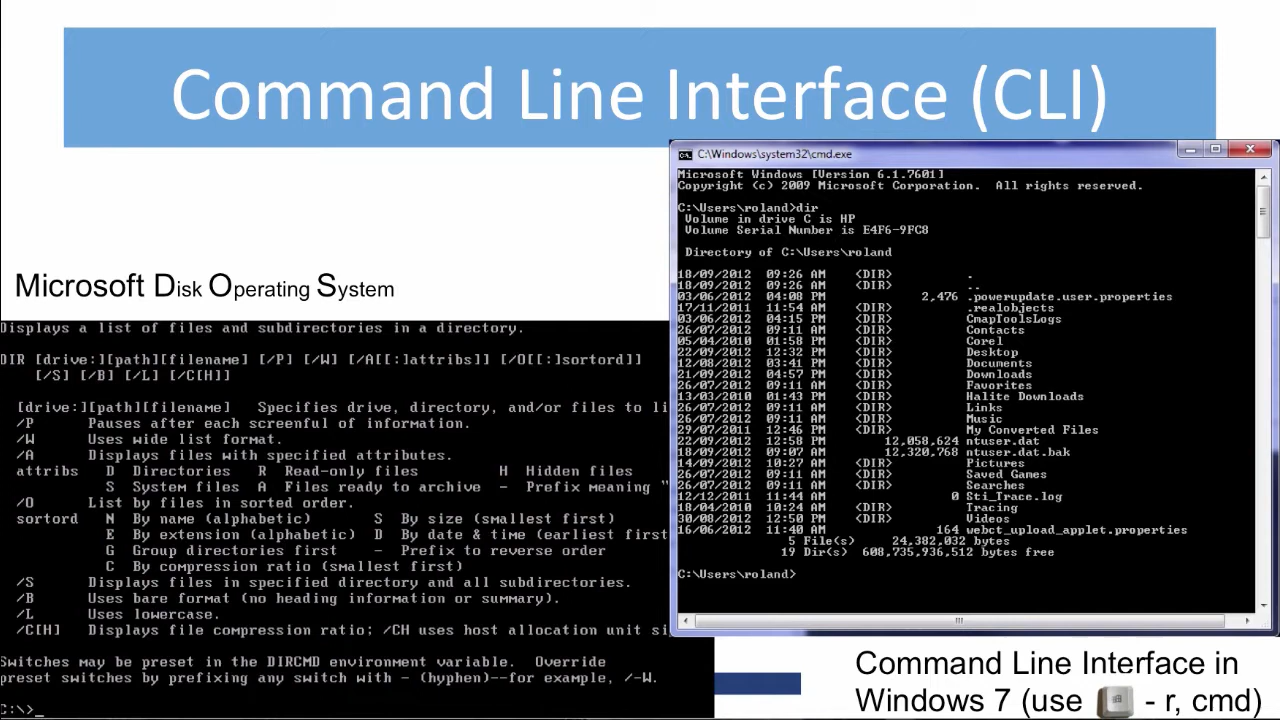 Command Line Interface (CLI)
Microsoft Disk Operating System
Displays a list of files and subdirectories in a directory.
DIR [drive:][path][filename] [/P] [/W] [/A[[:]attribs]] [/O[[:]sortord]]
[/S] [/B] [/L] [/C[H]]
[drive:][path][filename] Specifies drive, directory, and/or files to li
/P Pauses after each screenful of information.
/W Uses wide list format.
/A Displays files with specified attributes.
attribs D Directories R Read-only files H Hidden files
S System files A Files ready to archive - Prefix meaning "
/O List by files in sorted order.
sortord N By name (alphabetic) S By size (smallest first)
E By extension (alphabetic) D By date & time (earliest first
G Group directories first - Prefix to reverse order
C By compression ratio (smallest first)
/S Displays files in specified directory and all subdirectories.
/B Uses bare format (no heading information or summary).
/L Uses lowercase.
/C[H] Displays file compression ratio; /CH uses host allocation unit si
Switches may be preset in the DIRCMD environment variable. Override
preset switches by prefixing any switch with - (hyphen)--for example, /-W.
C:\>_
C:\Windows\system32\cmd.exe
Microsoft Windows [Version 6.1.7601]
Copyright (c) 2009 Microsoft Corporation. All rights reserved.
C:\Users\roland>dir
Volume in drive C is HP
Volume Serial Number is E4F6-9FC8
Directory of C:\Users\roland
18/09/2012 09:26 AM <DIR> .
18/09/2012 09:26 AM <DIR> ..
03/06/2012 04:08 PM 2,476 .powerupdate.user.properties
17/11/2011 11:54 AM <DIR> .realobjects
03/06/2012 04:15 PM <DIR> CmapToolsLogs
26/07/2012 09:11 AM <DIR> Contacts
05/04/2010 01:58 PM <DIR> Corel
22/09/2012 12:32 PM <DIR> Desktop
12/08/2012 03:41 PM <DIR> Documents
21/09/2012 04:57 PM <DIR> Downloads
26/07/2012 09:11 AM <DIR> Favorites
13/03/2010 01:43 PM <DIR> Halite Downloads
26/07/2012 09:11 AM <DIR> Links
26/07/2012 09:11 AM <DIR> Music
29/07/2011 12:46 PM <DIR> My Converted Files
22/09/2012 12:58 PM 12,058,624 ntuser.dat
18/09/2012 09:07 AM 12,320,768 ntuser.dat.bak
14/09/2012 10:27 AM <DIR> Pictures
26/07/2012 09:11 AM <DIR> Saved Games
26/07/2012 09:11 AM <DIR> Searches
12/12/2011 11:44 AM 0 Sti_Trace.log
18/04/2010 10:24 AM <DIR> Tracing
30/08/2012 12:50 PM <DIR> Videos
16/06/2012 11:40 AM 164 webct_upload_applet.properties
5 File(s) 24,382,032 bytes
19 Dir(s) 608,735,936,512 bytes free
C:\Users\roland>
Command Line Interface in
Windows 7 (use - r, cmd)